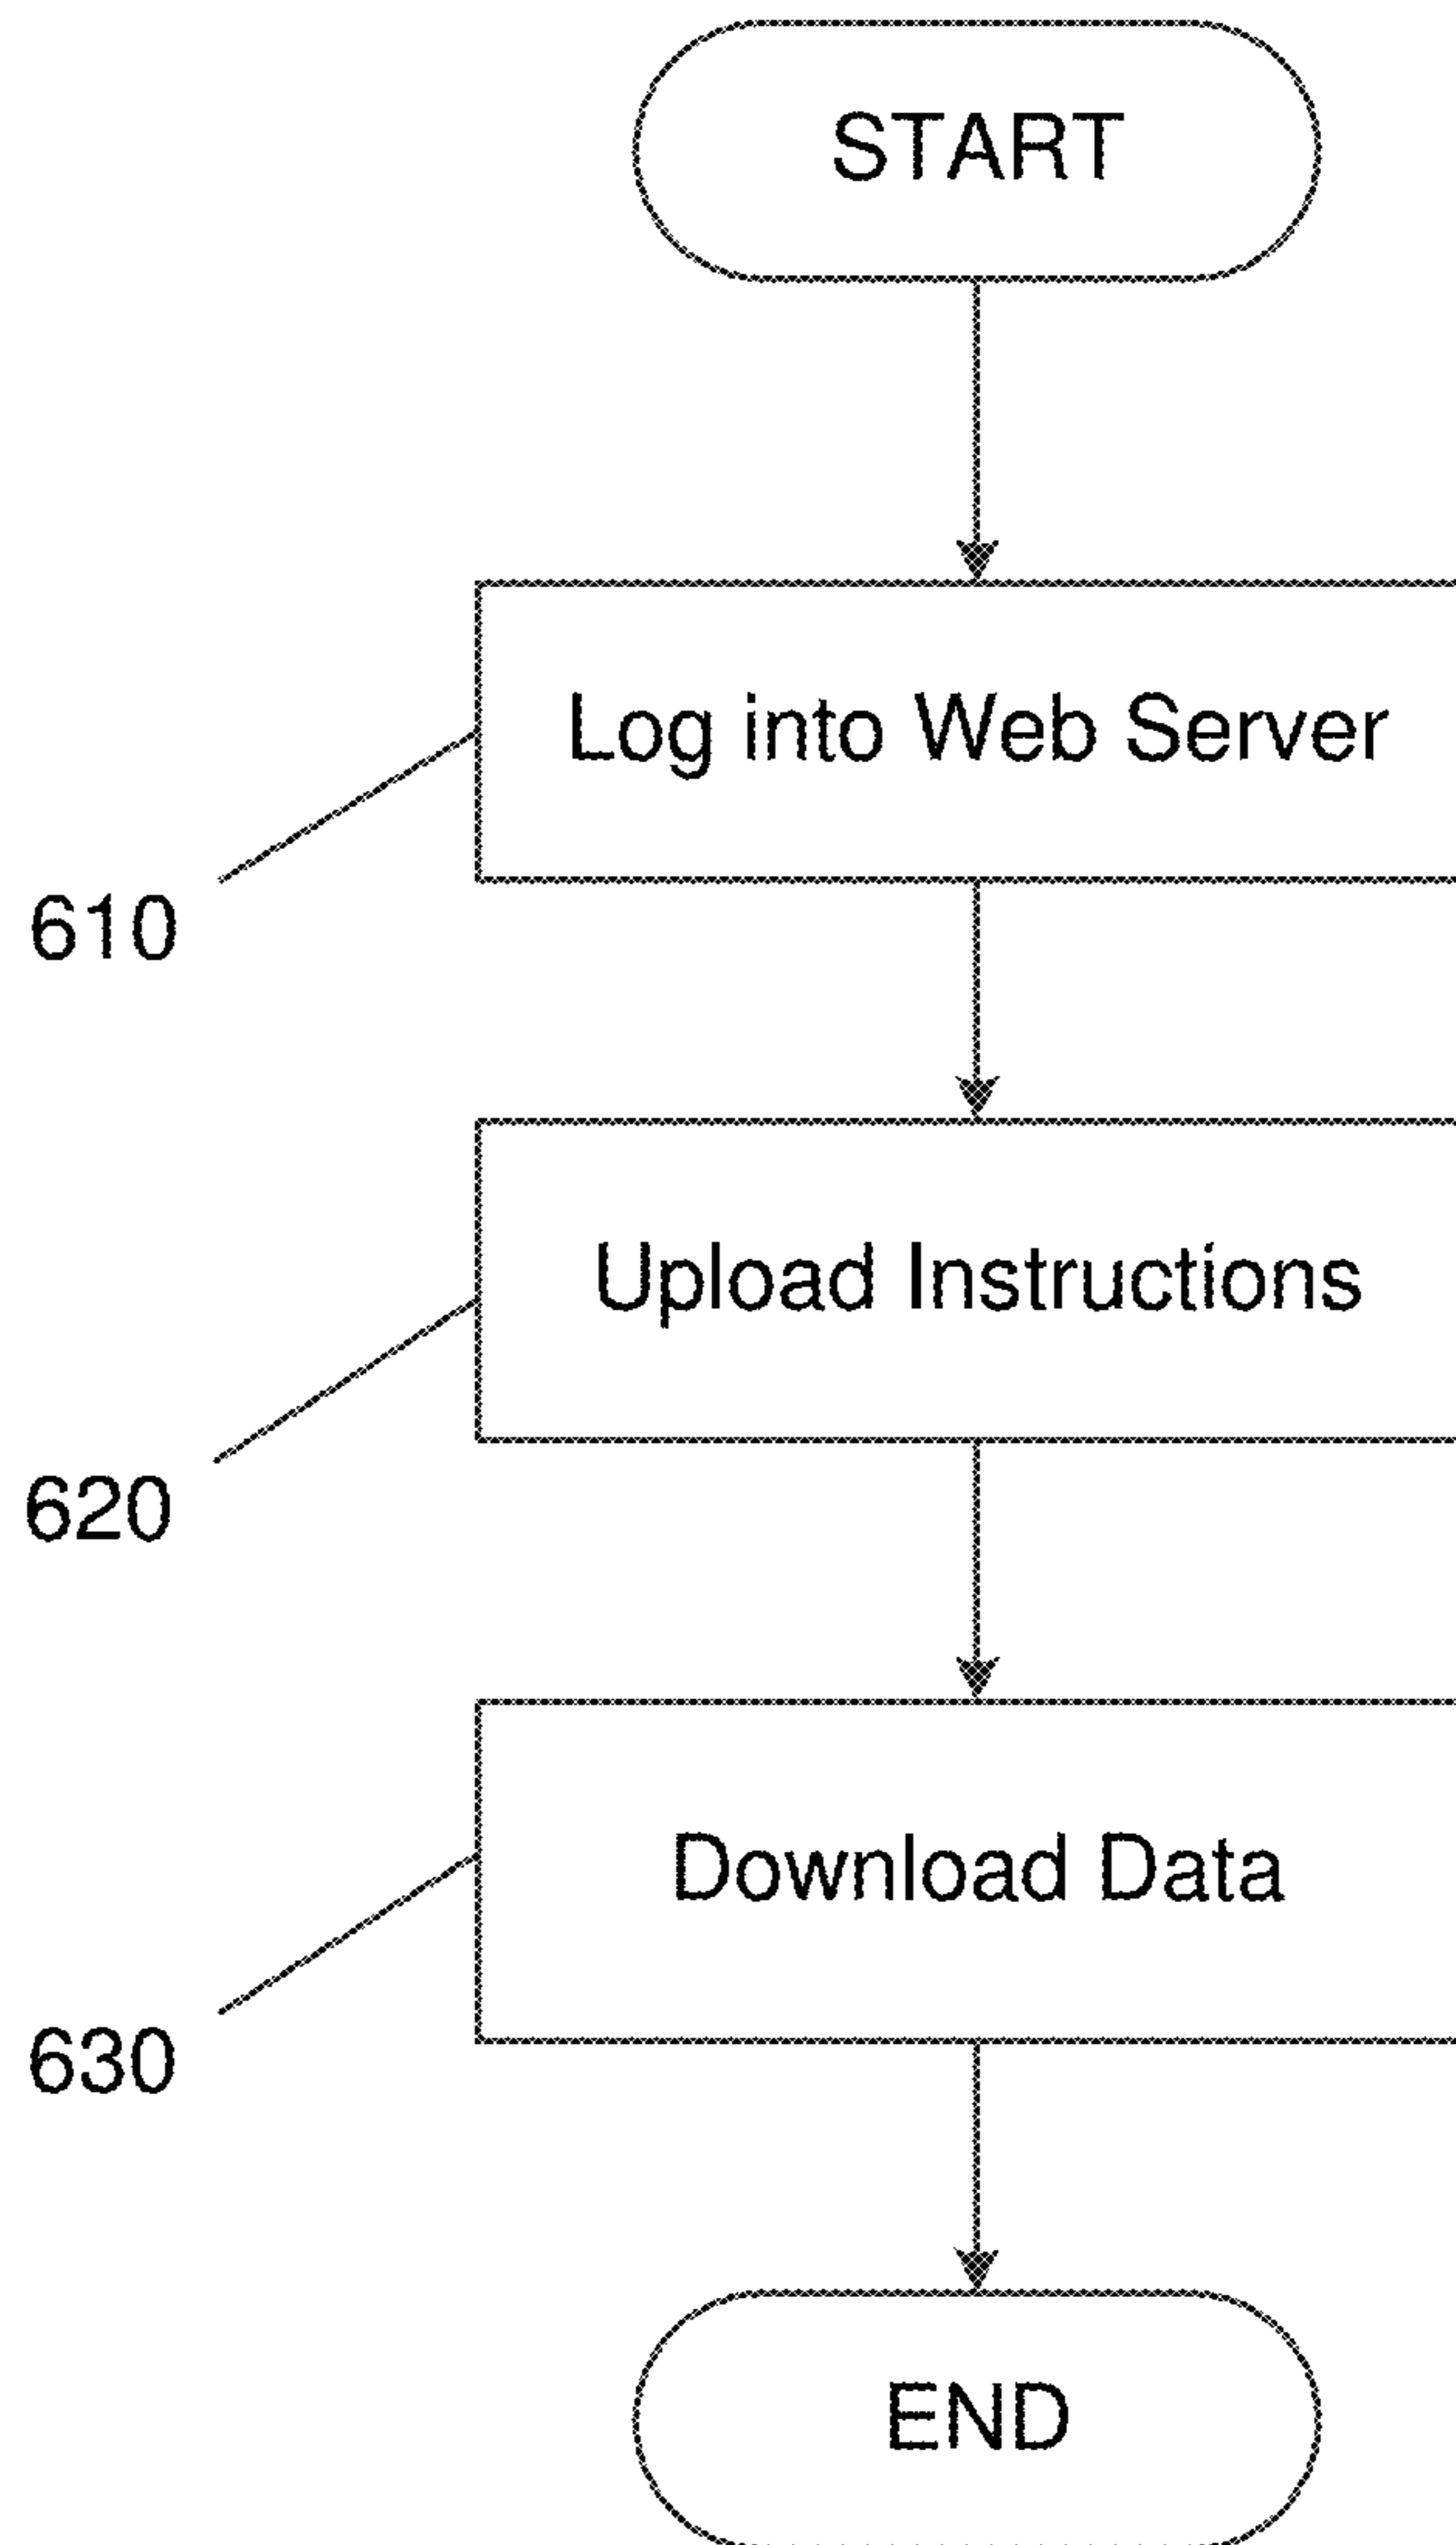 START
Log into Web Server
610
Upload Instructions
620
Download Data
630
END